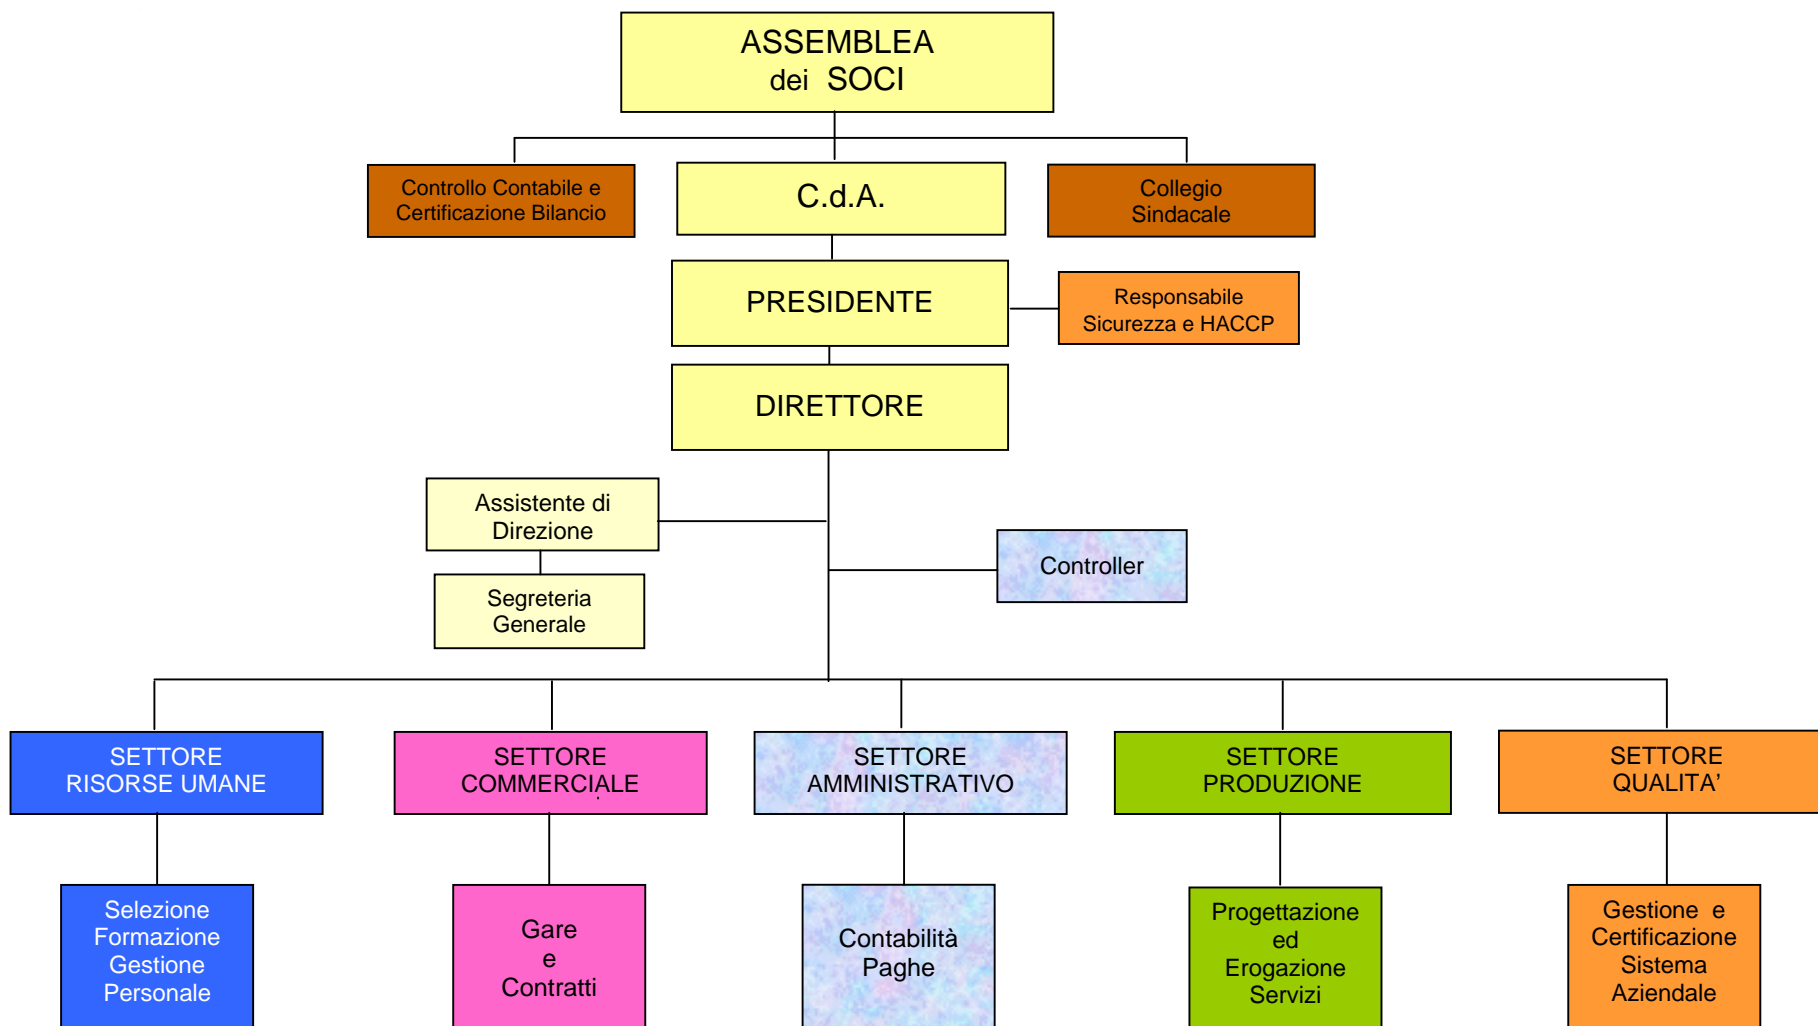 ASSEMBLEA
dei SOCI
Controllo Contabile e
Certificazione Bilancio
C.d.A.
Collegio
Sindacale
PRESIDENTE
Responsabile
Sicurezza e HACCP
DIRETTORE
Assistente di
Direzione
Controller
Segreteria
Generale
SETTORE
RISORSE UMANE
SETTORE
COMMERCIALE
SETTORE
AMMINISTRATIVO
SETTORE
PRODUZIONE
SETTORE
QUALITA’
Selezione
Formazione
Gestione
Personale
Gare
e
Contratti
Contabilità
Paghe
Progettazione
ed
Erogazione
Servizi
Gestione e
Certificazione
Sistema
Aziendale